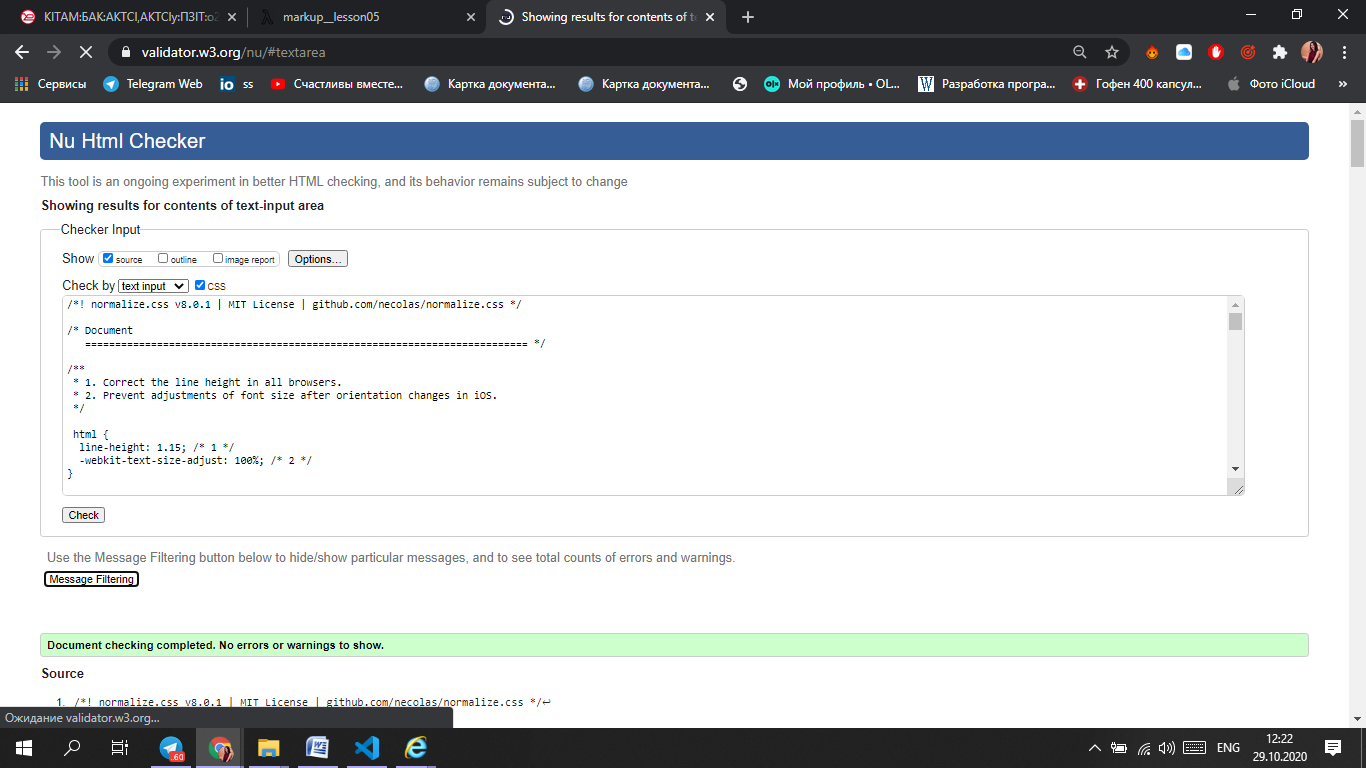 КІТАМ:БАК:АКТСІ,АКТСІу:ПЗІТ:о2
markup__lesson05
Showing results for contents of te
validator.w3.org/nu/#textarea
Сервисы
Telegram Web
ss
Счастливы вместе...
Картка документа...
Картка документа...
Мой профиль • OL...
Разработка програ...
Гофен 400 капсул...
Фото iCloud
»
Nu Html Checker
This tool is an ongoing experiment in better HTML checking, and its behavior remains subject to change
Showing results for contents of text-input area
Checker Input
Show source outline image report Options...
Check by text input css
/*! normalize.css v8.0.1 | MIT License | github.com/necolas/normalize.css */
/* Document
========================================================================== */
/**
* 1. Correct the line height in all browsers.
* 2. Prevent adjustments of font size after orientation changes in iOS.
*/
html {
line-height: 1.15; /* 1 */
-webkit-text-size-adjust: 100%; /* 2 */
}
Check
Use the Message Filtering button below to hide/show particular messages, and to see total counts of errors and warnings.
Message Filtering
Document checking completed. No errors or warnings to show.
Source
1. /*! normalize.css v8.0.1 | MIT License | github.com/necolas/normalize.css */↩
Ожидание validator.w3.org...
.60
ENG
12:22
29.10.2020